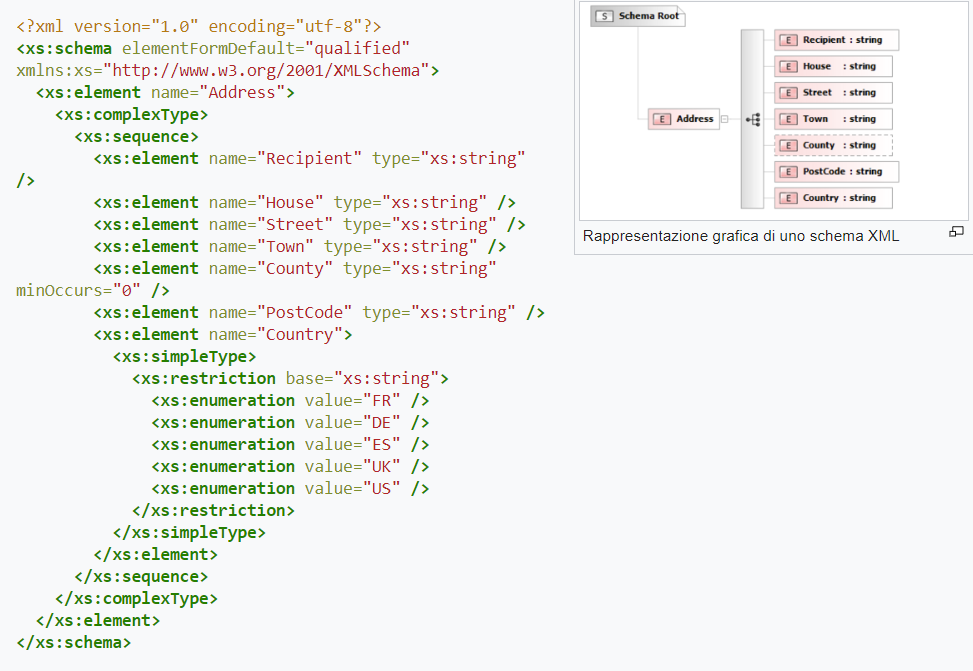 <?xml version="1.0" encoding="utf-8"?>
<xs:schema elementFormDefault="qualified"
xmlns:xs="http://www.w3.org/2001/XMLSchema">
  <xs:element name="Address">
    <xs:complexType>
      <xs:sequence>
        <xs:element name="Recipient" type="xs:string"
/>
        <xs:element name="House" type="xs:string" />
        <xs:element name="Street" type="xs:string" />
        <xs:element name="Town" type="xs:string" />
        <xs:element name="County" type="xs:string"
minOccurs="0" />
        <xs:element name="PostCode" type="xs:string" />
        <xs:element name="Country">
          <xs:simpleType>
            <xs:restriction base="xs:string">
              <xs:enumeration value="FR" />
              <xs:enumeration value="DE" />
              <xs:enumeration value="ES" />
              <xs:enumeration value="UK" />
              <xs:enumeration value="US" />
            </xs:restriction>
          </xs:simpleType>
        </xs:element>
      </xs:sequence>
    </xs:complexType>
  </xs:element>
</xs:schema>
S Schema Root
E Address
E Recipient : string
E House : string
E Street : string
E Town : string
E County : string
E PostCode : string
E Country : string
Rappresentazione grafica di uno schema XML